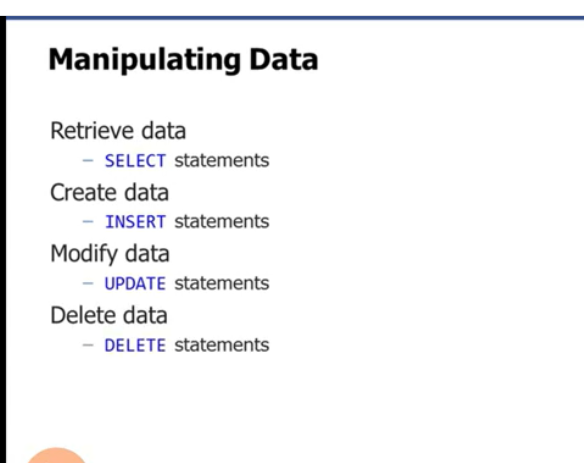 Manipulating Data
Retrieve data
– SELECT statements
Create data
– INSERT statements
Modify data
– UPDATE statements
Delete data
– DELETE statements